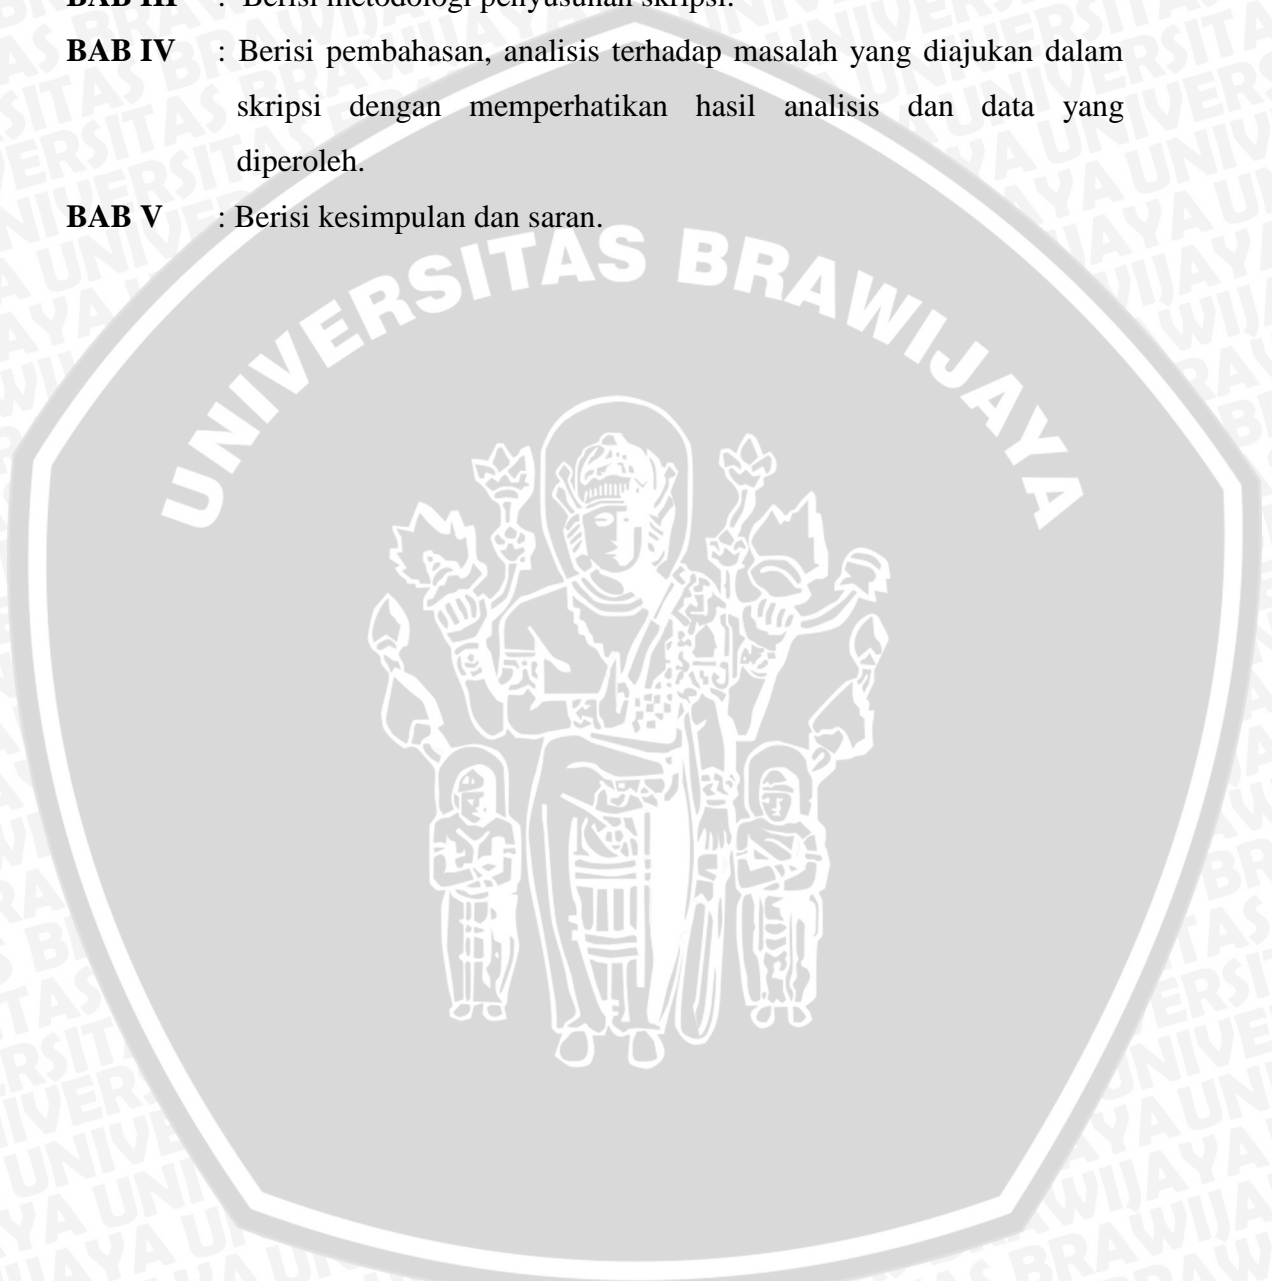 BAB III : Berisi metodologi penyusunan skripsi.
BAB IV : Berisi pembahasan, analisis terhadap masalah yang diajukan dalam
skripsi dengan memperhatikan hasil analisis dan data yang
diperoleh.
BAB V : Berisi kesimpulan dan saran.
UNIVERSITAS BRAWIJAYA